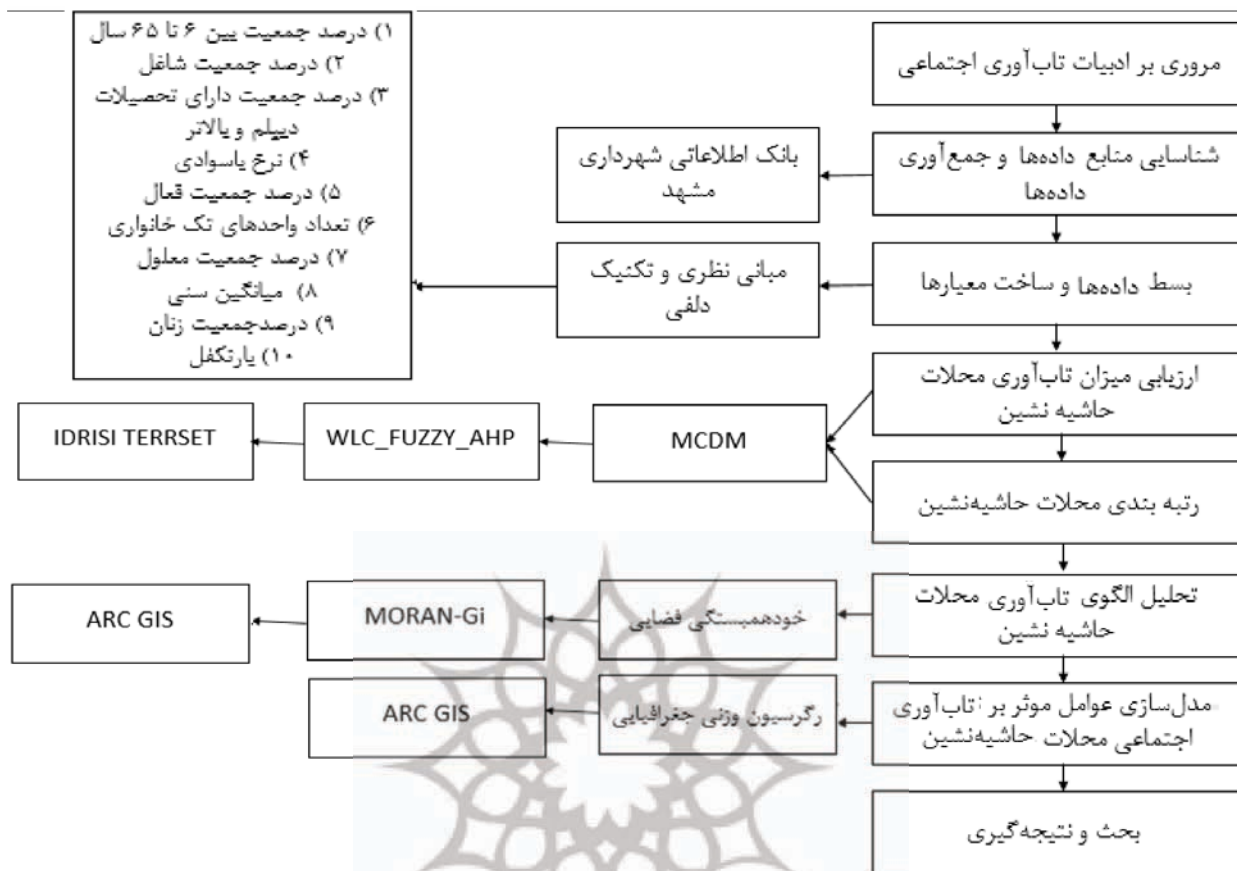 مروری بر ادبیات تاب‌آوری اجتماعی
شناسایی منابع داده‌ها و جمع‌آوری
داده‌ها
بانک اطلاعاتی شهرداری
مشهد
بسط داده‌ها و ساخت معیارها
مبانی نظری و تکنیک
دلفی
۱) درصد جمعیت بین ۶ تا ۶۵ سال
۲) درصد جمعیت شاغل
۳) درصد جمعیت دارای تحصیلات
دیپلم و بالاتر
۴) نرخ باسوادی
۵) درصد جمعیت فعال
۶) تعداد واحدهای تک خانواری
۷) درصد جمعیت معلول
۸) میانگین سنی
۹) درصدجمعیت زنان
۱۰) بارتکفل
ارزیابی میزان تاب‌آوری محلات
حاشیه نشین
رتبه بندی محلات حاشیه‌نشین
MCDM
WLC_FUZZY_AHP
IDRISI TERRSET
تحلیل الگوی تاب‌آوری محلات
حاشیه نشین
خودهمبستگی فضایی
MORAN-Gi
ARC GIS
مدل‌سازی عوامل موثر بر تاب‌آوری
اجتماعی محلات حاشیه‌نشین
رگرسیون وزنی جغرافیایی
ARC GIS
بحث و نتیجه‌گیری